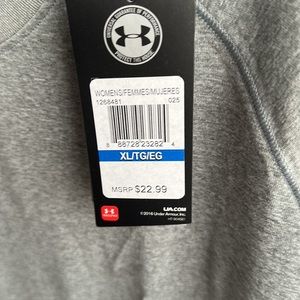 UNIVERSAL GUARANTEE OF PERFORMANCE
PROTECT THIS HOUSE
WOMENS/FEMMES/MUJERES
1268481 025
8 88728 23282 4
XL/TG/EG
MSRP $22.99
UA.COM
©2016 Under Armour, Inc.